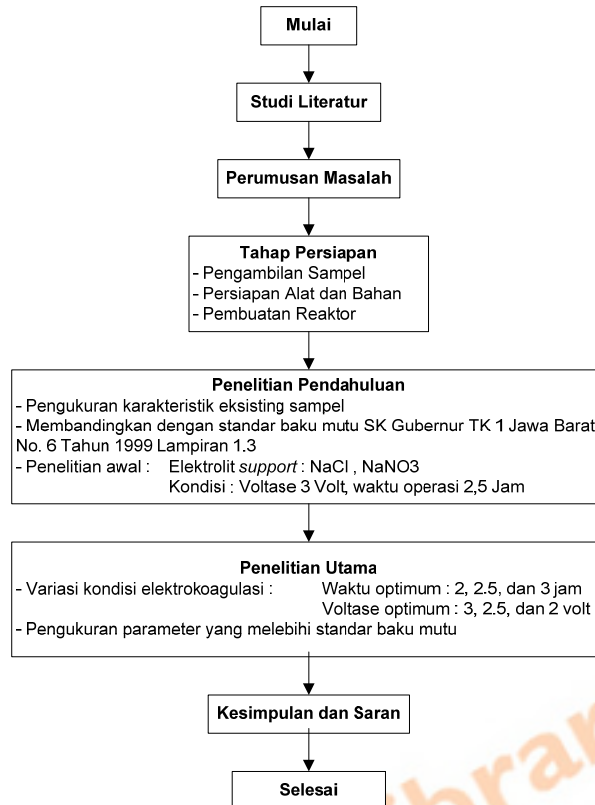 Mulai
Studi Literatur
Perumusan Masalah
Tahap Persiapan
- Pengambilan Sampel
- Persiapan Alat dan Bahan
- Pembuatan Reaktor
Penelitian Pendahuluan
- Pengukuran karakteristik eksisting sampel
- Membandingkan dengan standar baku mutu SK Gubernur TK 1 Jawa Barat
No. 6 Tahun 1999 Lampiran 1.3
- Penelitian awal : Elektrolit support : NaCl , NaNO3
Kondisi : Voltase 3 Volt, waktu operasi 2,5 Jam
Penelitian Utama
- Variasi kondisi elektrokoagulasi : Waktu optimum : 2, 2.5, dan 3 jam
Voltase optimum : 3, 2.5, dan 2 volt
- Pengukuran parameter yang melebihi standar baku mutu
Kesimpulan dan Saran
Selesai